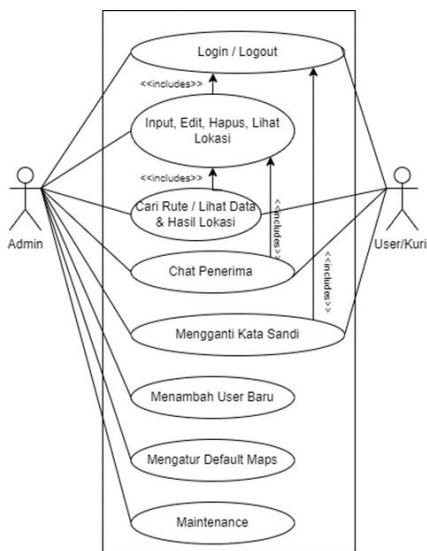 Login / Logout
<<includes>>
Input, Edit, Hapus, Lihat
Lokasi
<<includes>>
Cari Rute / Lihat Data
& Hasil Lokasi
Admin
User/Kuri
<<includes>>
Chat Penerima
<<includes>>
Mengganti Kata Sandi
Menambah User Baru
Mengatur Default Maps
Maintenance